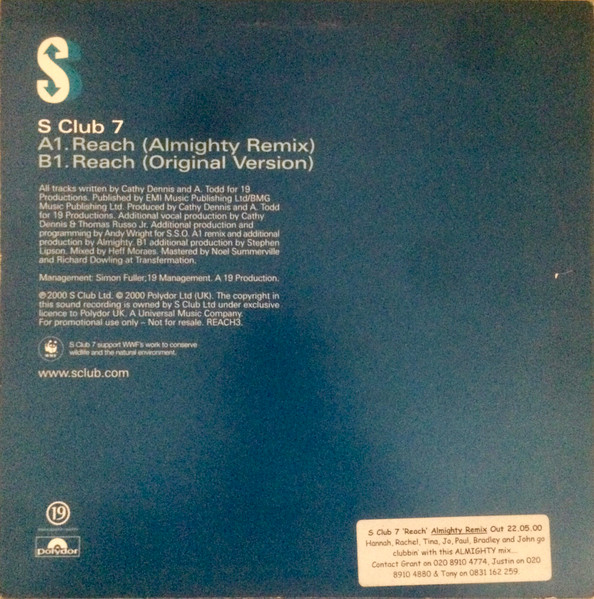 S
S Club 7
A1. Reach (Almighty Remix)
B1. Reach (Original Version)
All tracks written by Cathy Dennis and A. Todd for 19
Productions. Published by EMI Music Publishing Ltd/BMG
Music Publishing Ltd. Produced by Cathy Dennis and A. Todd
for 19 Productions. Additional vocal production by Cathy
Dennis & Thomas Russo Jr. Additional production and
programming by Andy Wright for S.S.O. A1 remix and additional
production by Almighty. B1 additional production by Stephen
Lipson. Mixed by Heff Moraes. Mastered by Noel Summerville
and Richard Dowling at Transfermation.
Management: Simon Fuller;19 Management. A 19 Production.
℗2000 S Club Ltd. © 2000 Polydor Ltd (UK). The copyright in
this sound recording is owned by S Club Ltd under exclusive
licence to Polydor UK. A Universal Music Company.
For promotional use only – Not for resale. REACH3.
WWF
S Club 7 support WWF's work to conserve
wildlife and the natural environment.
www.sclub.com
19
Polydor
S Club 7 'Reach' Almighty Remix Out 22.05.00
Hannah, Rachel, Tina, Jo, Paul, Bradley and John go
clubbin' with this ALMIGHTY mix...
Contact Grant on 020 8910 4774, Justin on 020
8910 4880 & Tony on 0831 162 259.